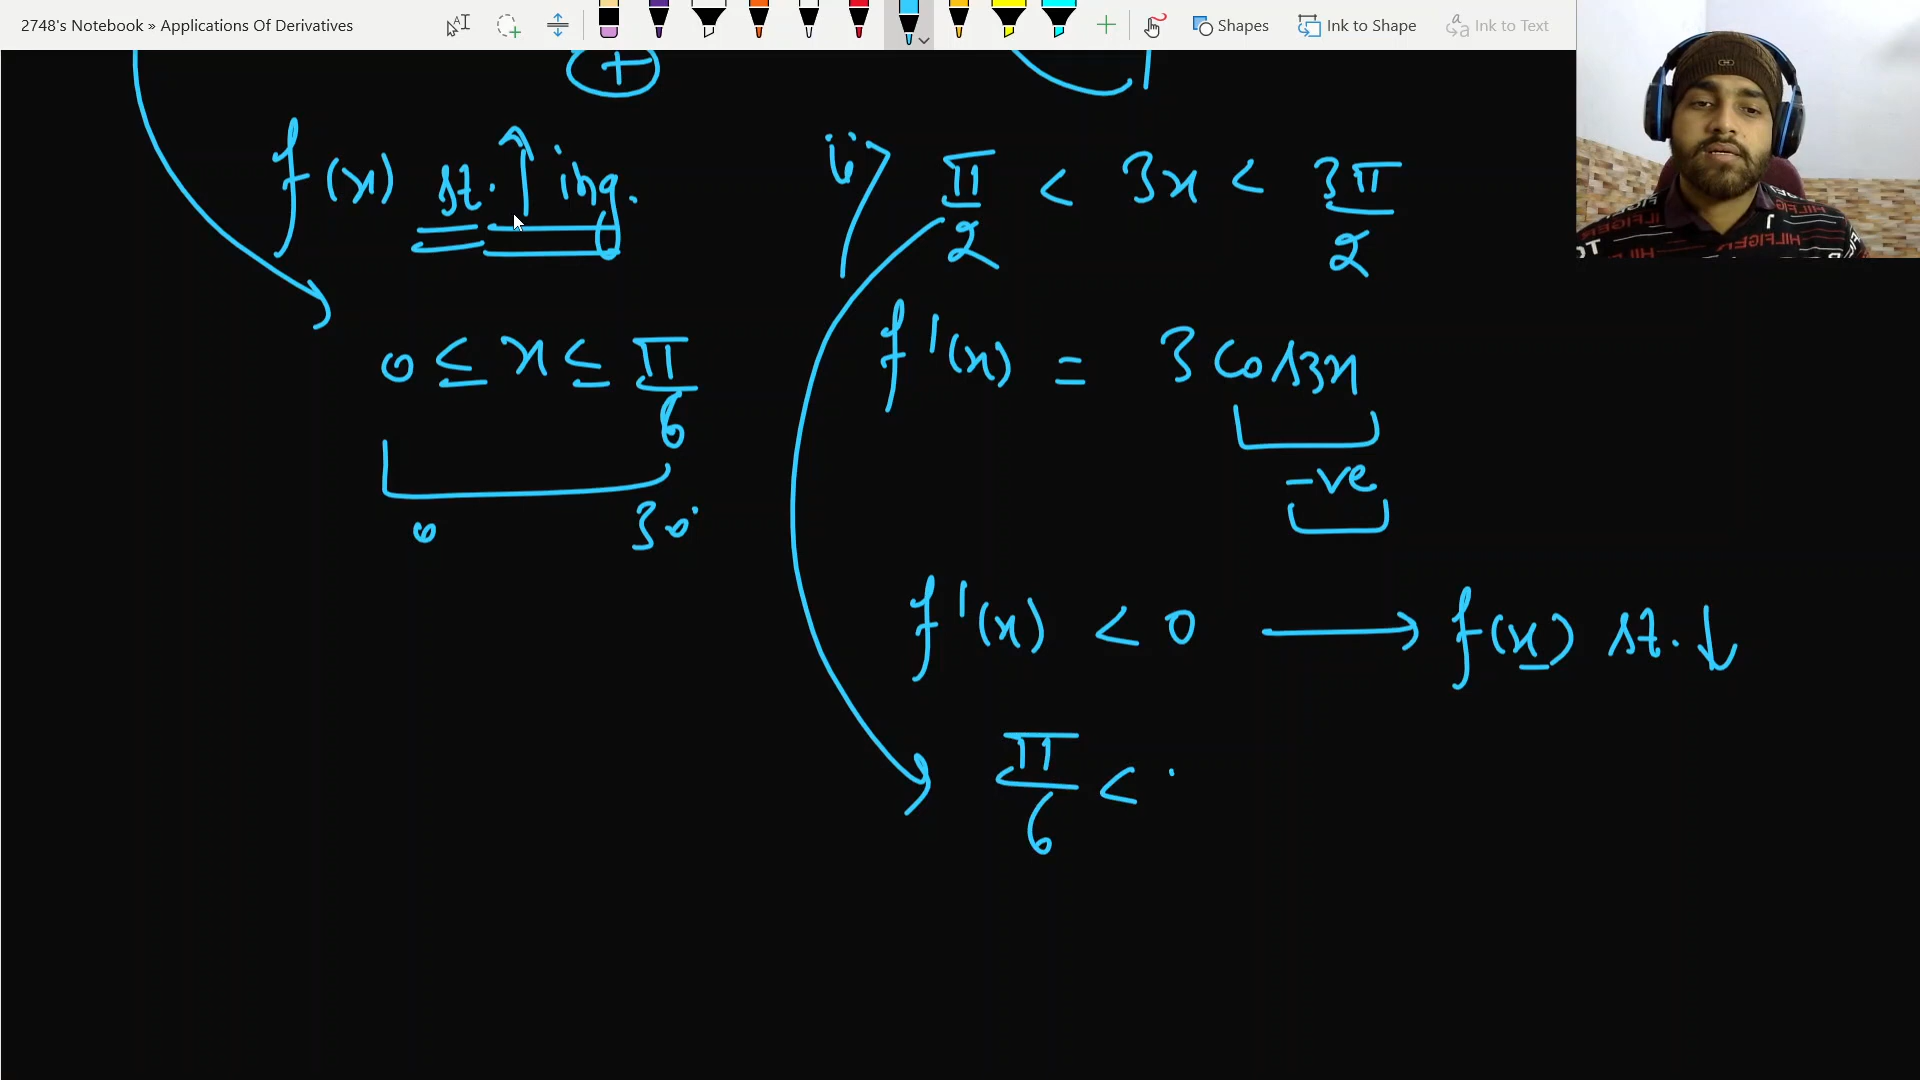 2748's Notebook » Applications Of Derivatives
Shapes
Ink to Shape
Ink to Text
+
f(x) st. ↑ ing.
0 ≤ x ≤ π/6
0 30°
ii> π/2 < 3x < 3π/2
f'(x) = 3 cos3x
-ve
f'(x) < 0 → f(x) st. ↓
π/6 <